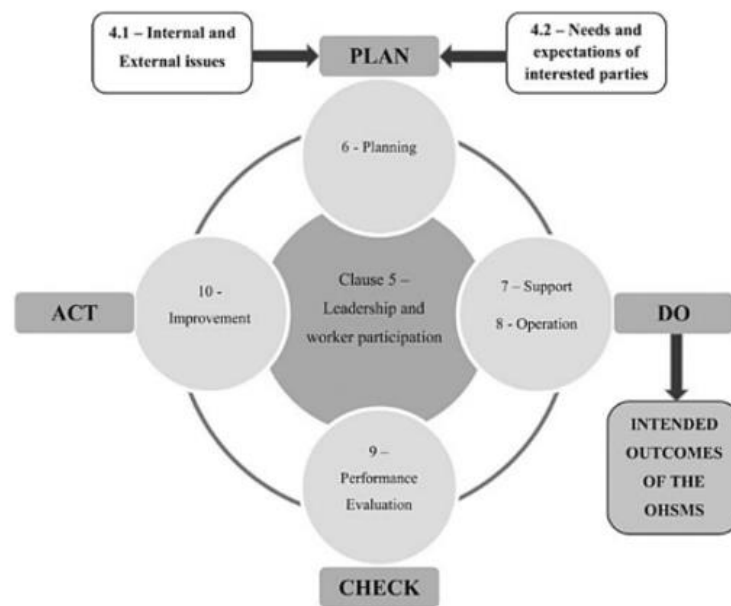 4.1 – Internal and
External issues
PLAN
4.2 – Needs and
expectations of
interested parties
6 - Planning
ACT
10 -
Improvement
Clause 5 –
Leadership and
worker participation
7 – Support
8 - Operation
DO
INTENDED
OUTCOMES
OF THE
OHSMS
9 –
Performance
Evaluation
CHECK